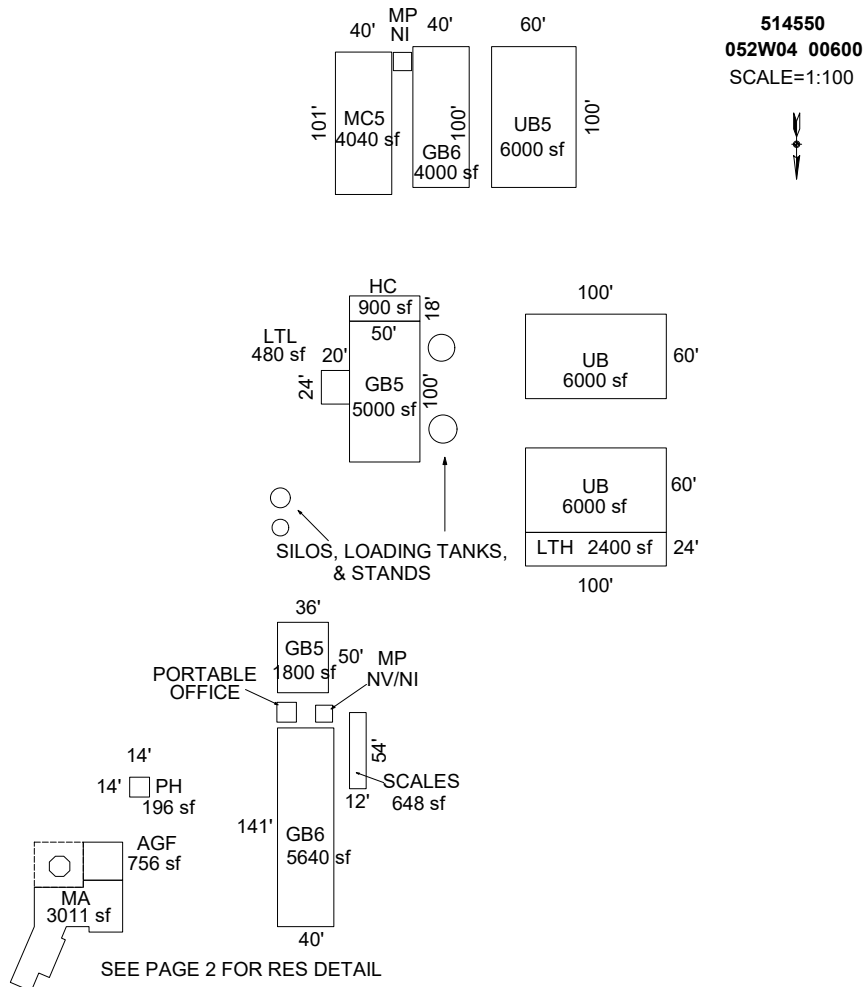 514550
052W04 00600
SCALE=1:100
MP
NI
40'
40'
60'
101'
MC5
4040 sf
100'
GB6
4000 sf
UB5
6000 sf
100'
HC
900 sf
18'
50'
LTL
480 sf
20'
24'
GB5
5000 sf
100'
100'
UB
6000 sf
60'
UB
6000 sf
60'
LTH 2400 sf
24'
100'
SILOS, LOADING TANKS,
& STANDS
36'
GB5
1800 sf
50'
MP
NV/NI
PORTABLE
OFFICE
54'
SCALES
648 sf
12'
14'
14'
PH
196 sf
141'
GB6
5640 sf
40'
AGF
756 sf
MA
3011 sf
SEE PAGE 2 FOR RES DETAIL